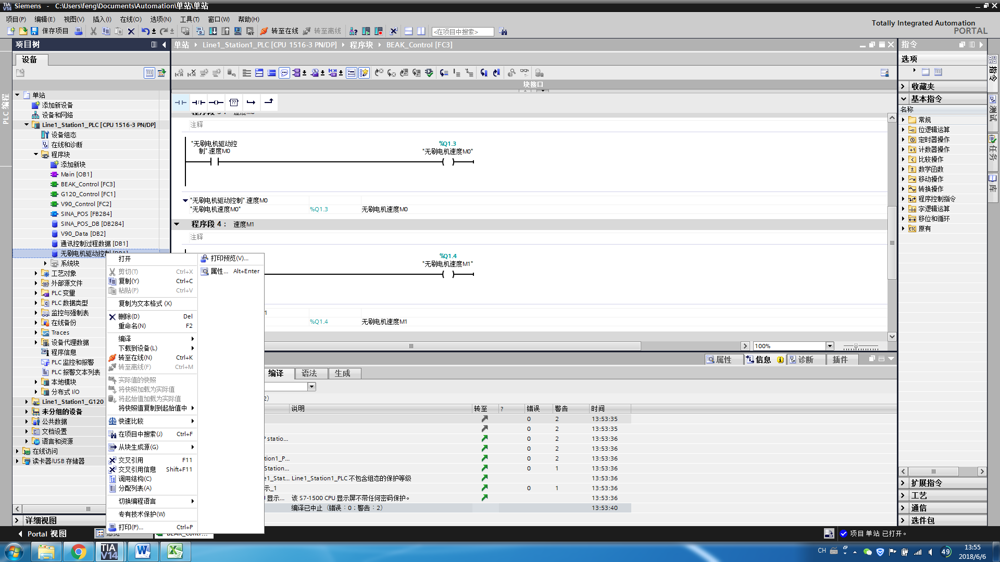 TIA V14 Siemens - C:\Users\feng\Documents\Automation\单站\单站
项目(P) 编辑(E) 视图(V) 插入(I) 在线(O) 选项(N) 工具(T) 窗口(W) 帮助(H)
保存项目 转至在线 转至离线 <在项目中搜索>
Totally Integrated Automation
PORTAL
项目树
设备
PLC 编程
单站
添加新设备
设备和网络
Line1_Station1_PLC [CPU 1516-3 PN/DP]
设备组态
在线和诊断
程序块
添加新块
Main [OB1]
BEAK_Control [FC3]
G120_Control [FC1]
V90_Control [FC2]
SINA_POS [FB284]
SINA_POS_DB [DB284]
V90_Data [DB2]
通讯控制过程数据 [DB1]
无刷电机驱动控制
系统块
工艺对象
外部源文件
PLC 变量
PLC 数据类型
监控与强制表
在线备份
Traces
设备代理数据
程序信息
PLC 监控和报警
PLC 报警文本列表
本地模块
分布式 I/O
Line1_Station1_G120
未分组的设备
公共数据
文档设置
语言和资源
在线访问
读卡器/USB 存储器
详细视图
Portal 视图
打开
剪切(T) Ctrl+X
复制(Y) Ctrl+C
粘贴(P) Ctrl+V
复制为文本格式 (X)
删除(D) Del
重命名(N) F2
编译
下载到设备(L)
转至在线(N) Ctrl+K
转至离线(F) Ctrl+M
实际值的快照
将快照加载为实际值
将起始值加载为实际值
将快照值复制到起始值中
快速比较
在项目中搜索(J) Ctrl+F
从块生成源(G)
交叉引用 F11
交叉引用信息 Shift+F11
调用结构(C)
分配列表(A)
切换编程语言
专有技术保护(W)
打印(P)... Ctrl+P
打印预览(V)...
属性... Alt+Enter
单站 Line1_Station1_PLC [CPU 1516-3 PN/DP] 程序块 BEAK_Control [FC3]
块接口
注释
"无刷电机驱动控
制".速度M0
%Q1.3
"无刷电机速度M0"
"无刷电机驱动控制".速度M0
"无刷电机速度M0" %Q1.3 无刷电机速度M0
程序段 4： 速度M1
注释
%Q1.4
"无刷电机速度M1"
1
%Q1.4 无刷电机速度M1
100%
属性 信息 诊断 插件
编译 语法 生成
2)
说明 转至 ? 错误 警告 时间
0 2 13:53:35
0 2 13:53:35
P statio... 0 2 13:53:36
0 2 13:53:36
tion1_P... 0 2 13:53:36
Station... 0 1 13:53:36
e1_Stat... Line1_Station1_PLC 不包含组态的保护等级 13:53:36
示_1 0 1 13:53:36
显示... 该 S7-1500 CPU 显示屏不带任何密码保护。 13:53:36
编译已中止（错误：0；警告：2） 13:53:40
指令
选项
收藏夹
基本指令
名称
常规
位逻辑运算
定时器操作
计数器操作
比较操作
数学函数
移动操作
转换操作
程序控制指令
字逻辑运算
移位和循环
原有
扩展指令
工艺
通信
选件包
指令
测试
任务
库
总览 BEAK_Contr...
项目 单站 已打开。
CH
49
13:55
2018/6/6